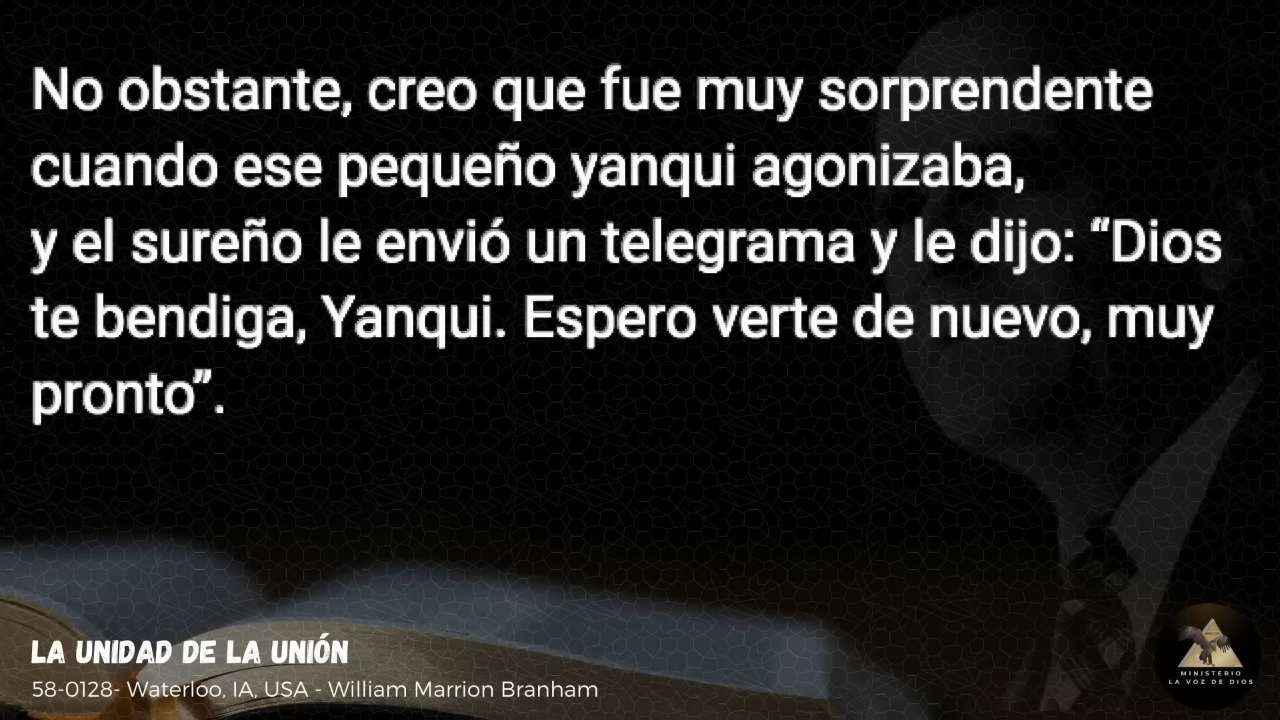 No obstante, creo que fue muy sorprendente
cuando ese pequeño yanqui agonizaba,
y el sureño le envió un telegrama y le dijo: “Dios
te bendiga, Yanqui. Espero verte de nuevo, muy
pronto”.
LA UNIDAD DE LA UNIÓN
58-0128- Waterloo, IA, USA - William Marrion Branham
MINISTERIO
LA VOZ DE DIOS